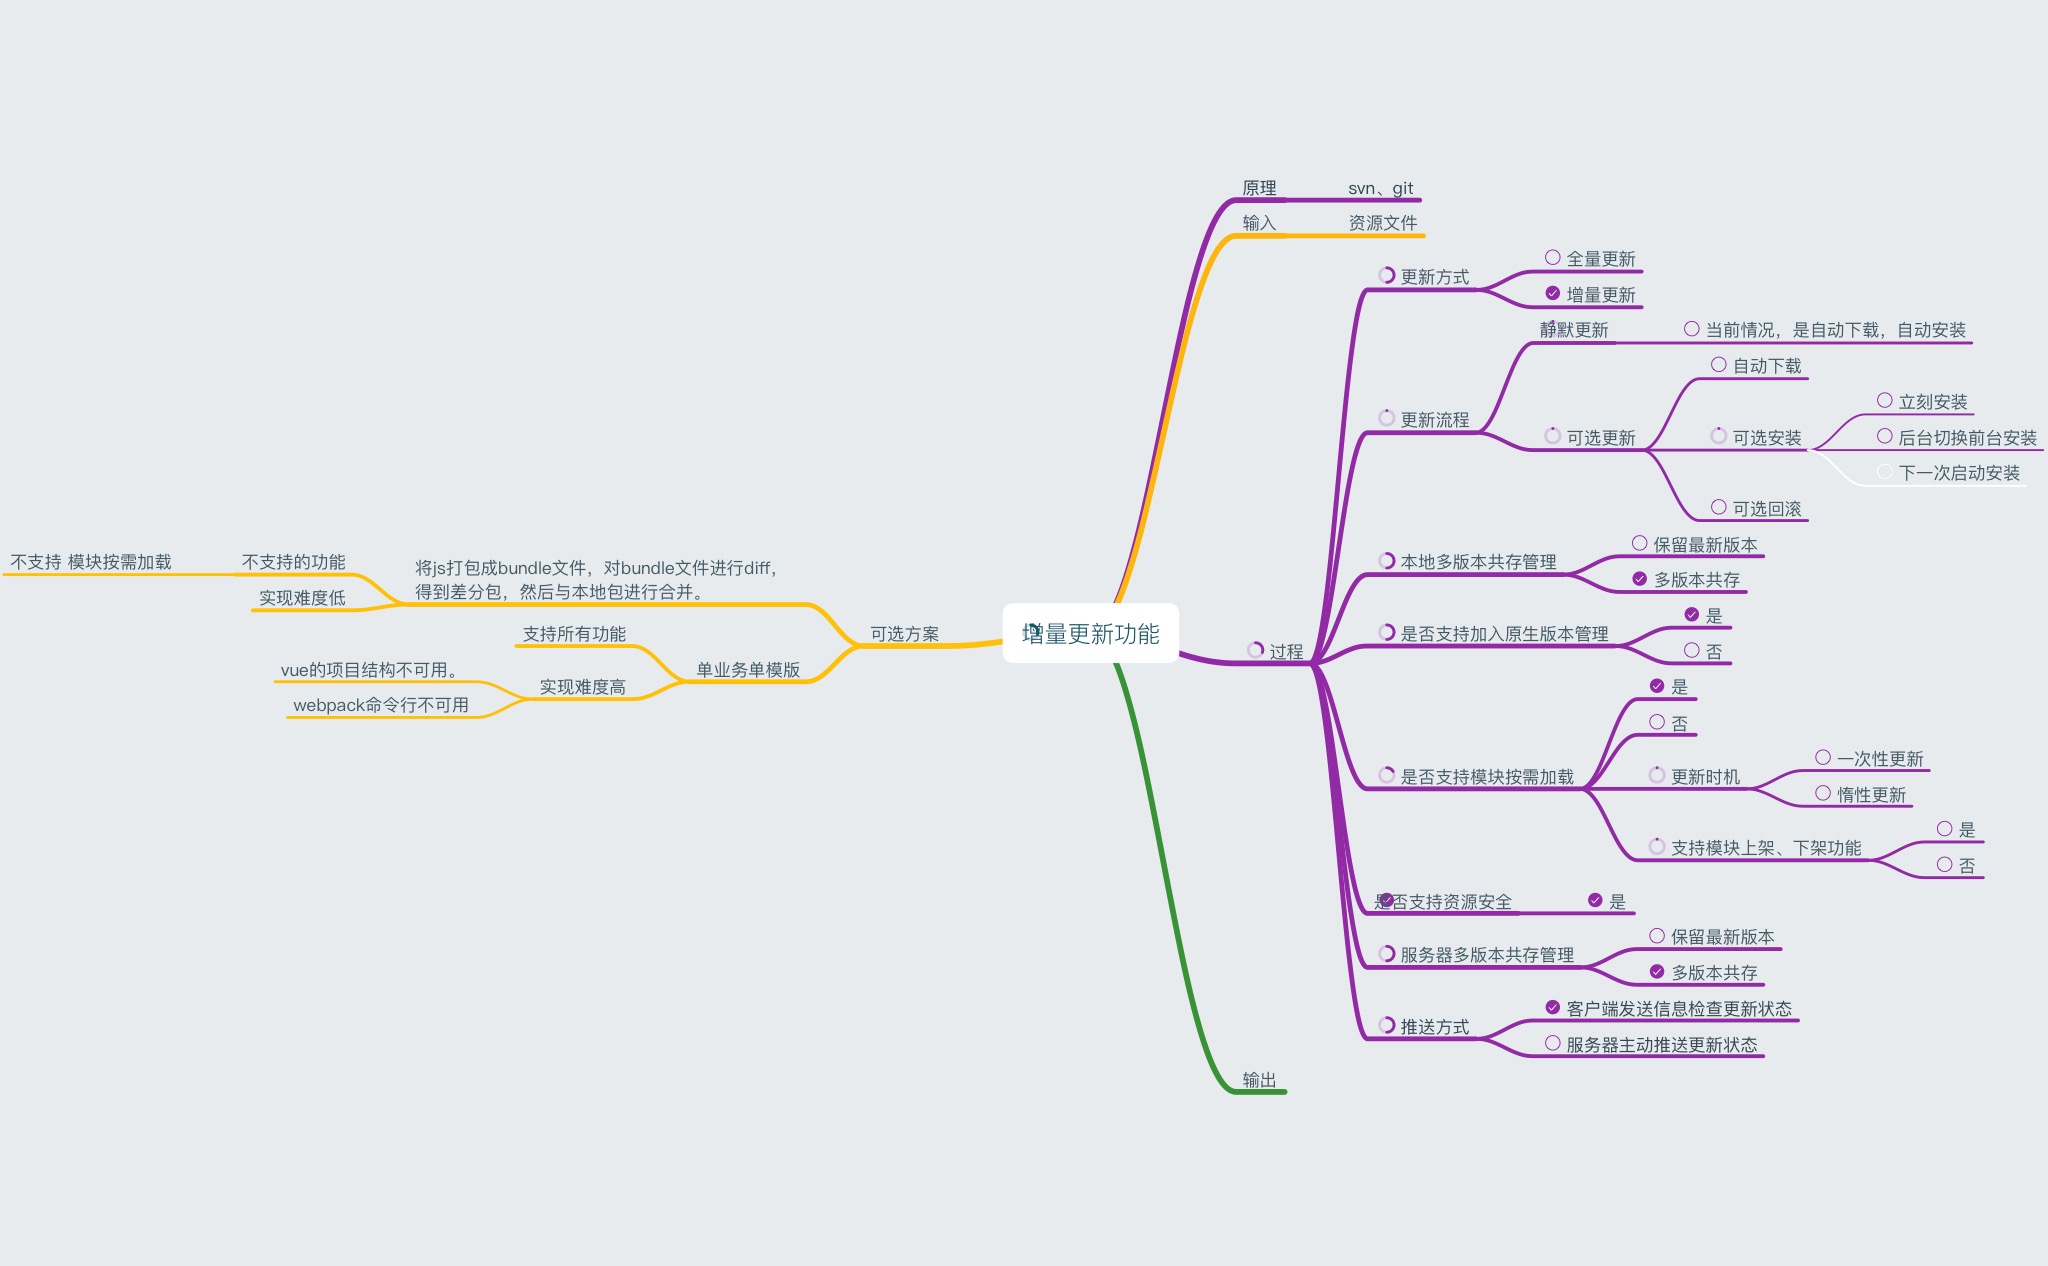 增量更新功能
原理
svn、git
输入
资源文件
过程
更新方式
全量更新
增量更新
更新流程
静默更新
当前情况，是自动下载，自动安装
可选更新
自动下载
可选安装
立刻安装
后台切换前台安装
下一次启动安装
可选回滚
本地多版本共存管理
保留最新版本
多版本共存
是否支持加入原生版本管理
是
否
是否支持模块按需加载
是
否
更新时机
一次性更新
惰性更新
支持模块上架、下架功能
是
否
是否支持资源安全
是
服务器多版本共存管理
保留最新版本
多版本共存
推送方式
客户端发送信息检查更新状态
服务器主动推送更新状态
输出
可选方案
将js打包成bundle文件，对bundle文件进行diff，
得到差分包，然后与本地包进行合并。
不支持的功能
不支持 模块按需加载
实现难度低
单业务单模版
支持所有功能
实现难度高
vue的项目结构不可用。
webpack命令行不可用